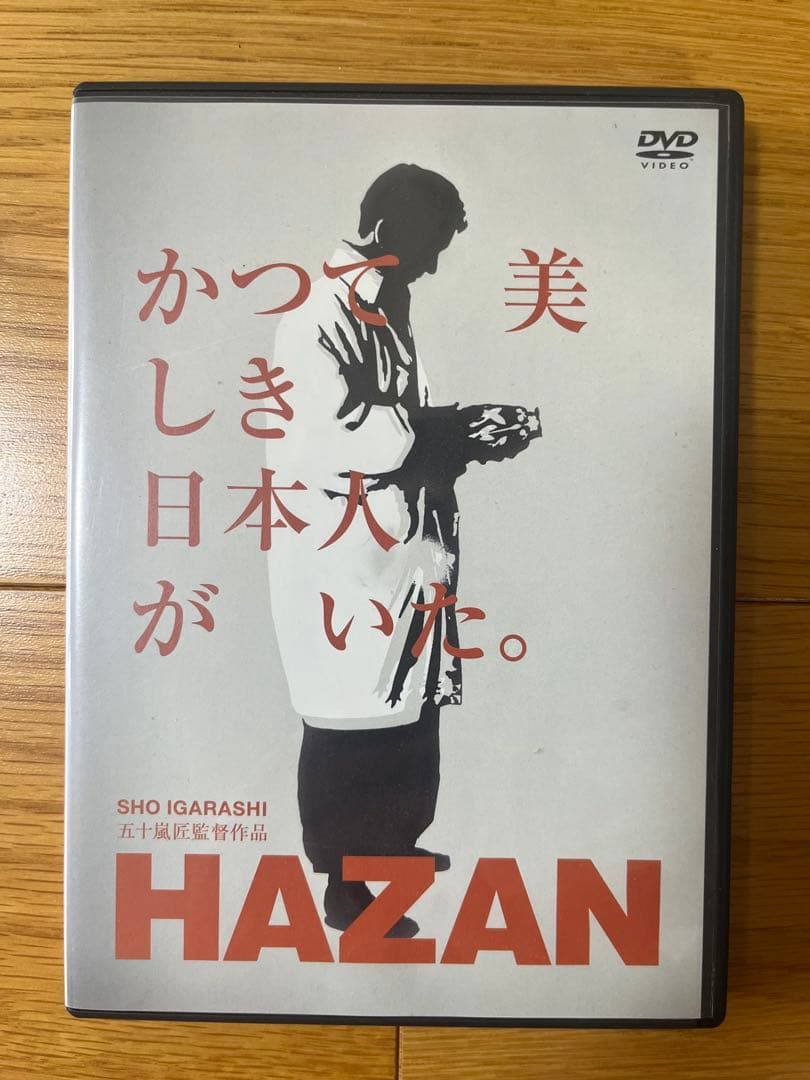 DVD
VIDEO
かつて 美
しき
日本人
が いた。
SHO IGARASHI
五十嵐匠監督作品
HAZAN